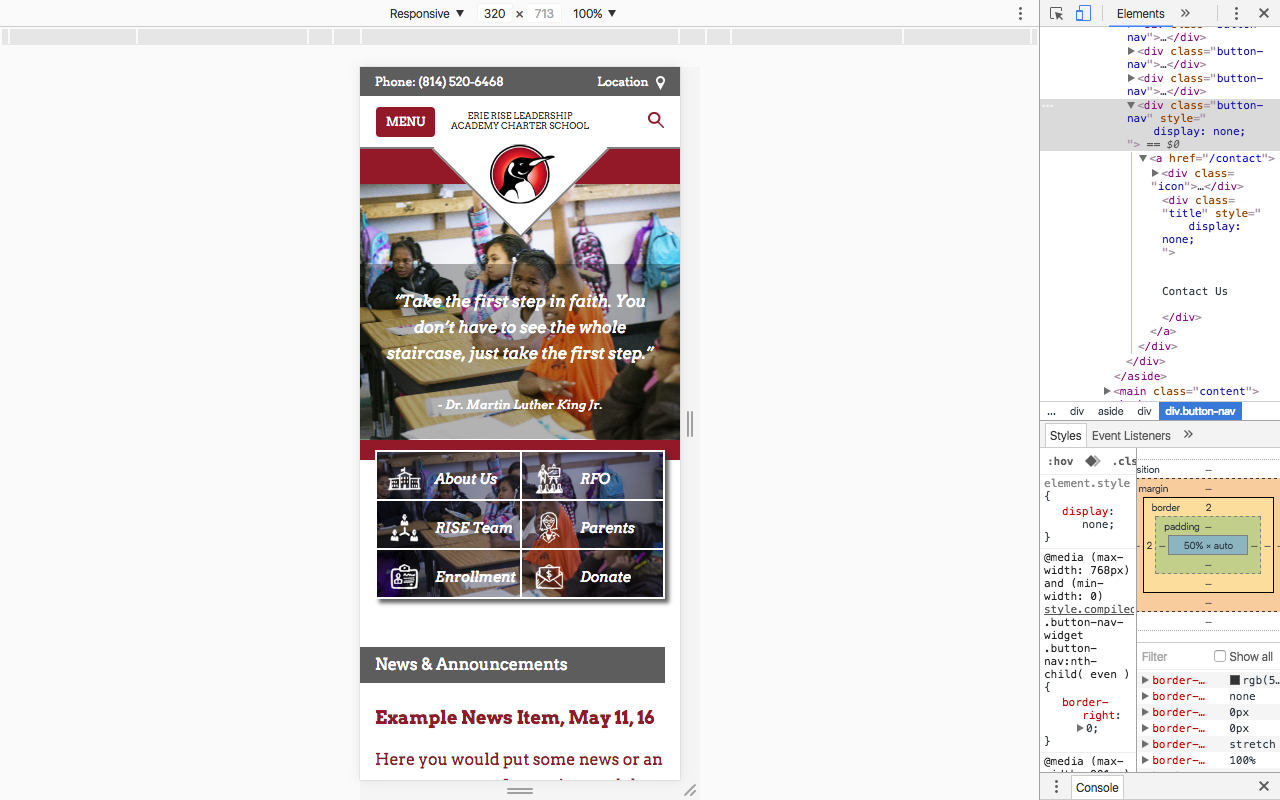 Responsive ▼ 320 × 713 100% ▼
Phone: (814) 520-6468 Location
MENU
ERIE RISE LEADERSHIP
ACADEMY CHARTER SCHOOL
“Take the first step in faith. You
don’t have to see the whole
staircase, just take the first step.”
- Dr. Martin Luther King Jr.
About Us RFO
RISE Team Parents
Enrollment Donate
News & Announcements
Example News Item, May 11, 16
Here you would put some news or an
Elements
nav">…</div>
▶<div class="button-
nav">…</div>
▶<div class="button-
nav">…</div>
▼<div class="button-
nav" style="
display: none;
"> == $0
▼<a href="/contact">
▶<div class=
"icon">…</div>
<div class=
"title" style="
display:
none;
">
Contact Us
</div>
</a>
</div>
</div>
</aside>
▶<main class="content">
... div aside div div.button-nav
Styles Event Listeners
:hov .cls
element.style
{
display:
none;
}
@media (max-
width: 768px)
and (min-
width: 0)
style.compiled
.button-nav-
widget
.button-
nav:nth-
child( even )
{
border-
right:
▶0;
}
@media (max-
sition –
margin –
border 2
padding –
2 – 50% × auto – –
–
–
–
–
Filter Show all
▶border-… rgb(5…
▶border-… none
▶border-… 0px
▶border-… 0px
▶border-… stretch
▶border-… 100%
Console